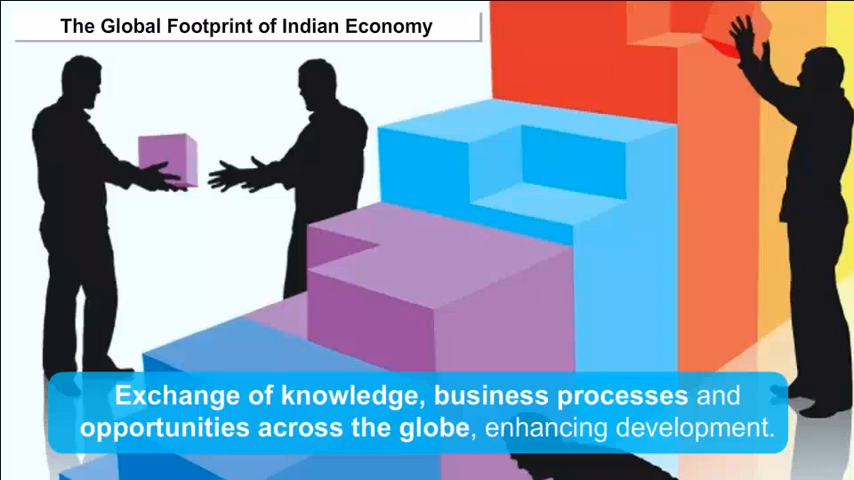 The Global Footprint of Indian Economy
Exchange of knowledge, business processes and
opportunities across the globe, enhancing development.